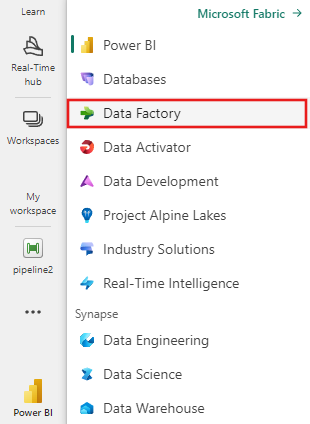 Learn
Real-Time
hub
Workspaces
My
workspace
pipeline2
Power BI
Microsoft Fabric
Power BI
Databases
Data Factory
Data Activator
Data Development
Project Alpine Lakes
Industry Solutions
Real-Time Intelligence
Synapse
Data Engineering
Data Science
Data Warehouse